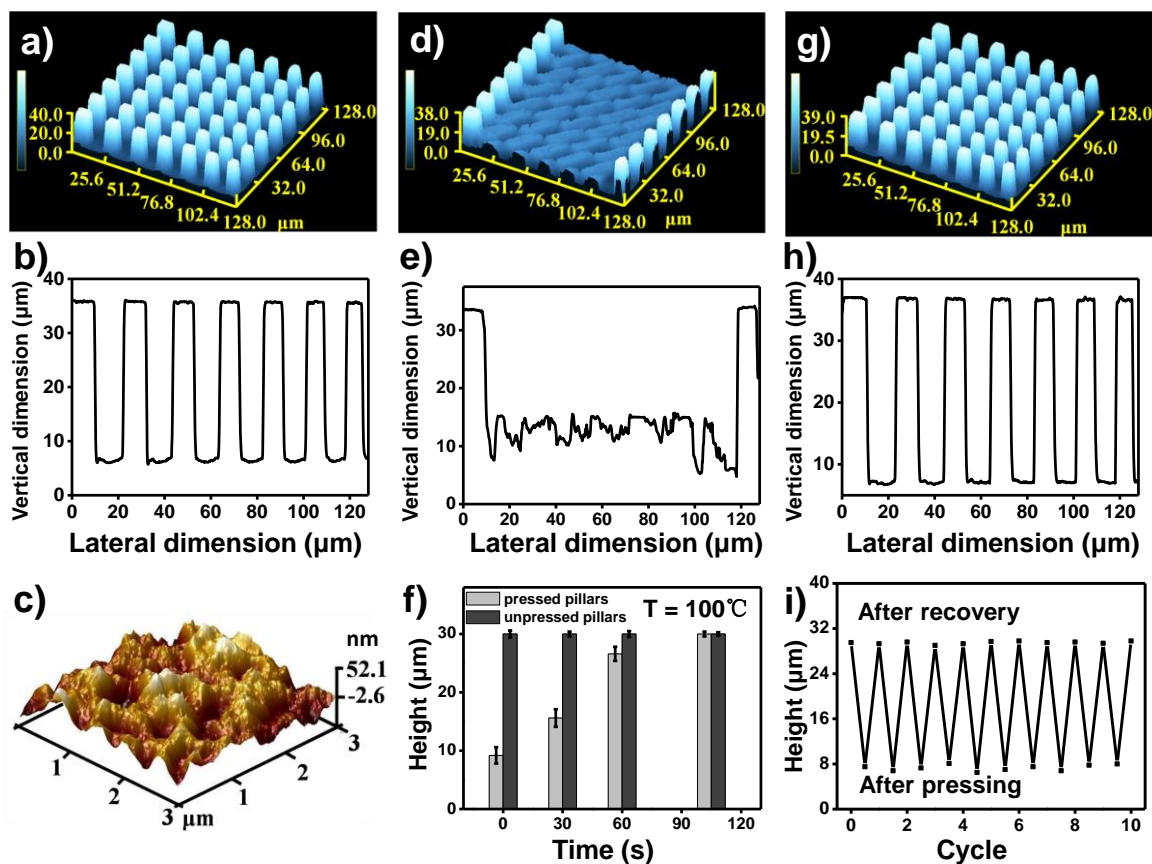 a)
40.0
20.0
0.0
25.6
51.2
76.8
102.4
128.0
µm
32.0
64.0
96.0
128.0
d)
38.0
19.0
0.0
25.6
51.2
76.8
102.4
128.0
µm
32.0
64.0
96.0
128.0
g)
39.0
19.5
0.0
25.6
51.2
76.8
102.4
128.0
µm
32.0
64.0
96.0
128.0
b)
Vertical dimension (µm)
40
30
20
10
0
0 20 40 60 80 100 120
Lateral dimension (µm)
e)
Vertical dimension (µm)
30
20
10
0
0 20 40 60 80 100 120
Lateral dimension (µm)
h)
Vertical dimension (µm)
40
30
20
10
0 20 40 60 80 100 120
Lateral dimension (µm)
c)
nm
52.1
-2.6
3
2
1
1
2
3 µm
f)
pressed pillars
unpressed pillars
T = 100℃
Height (µm)
40
30
20
10
0
0 30 60 90 120
Time (s)
i)
After recovery
After pressing
Height (µm)
40
32
24
16
8
0
0 2 4 6 8 10
Cycle